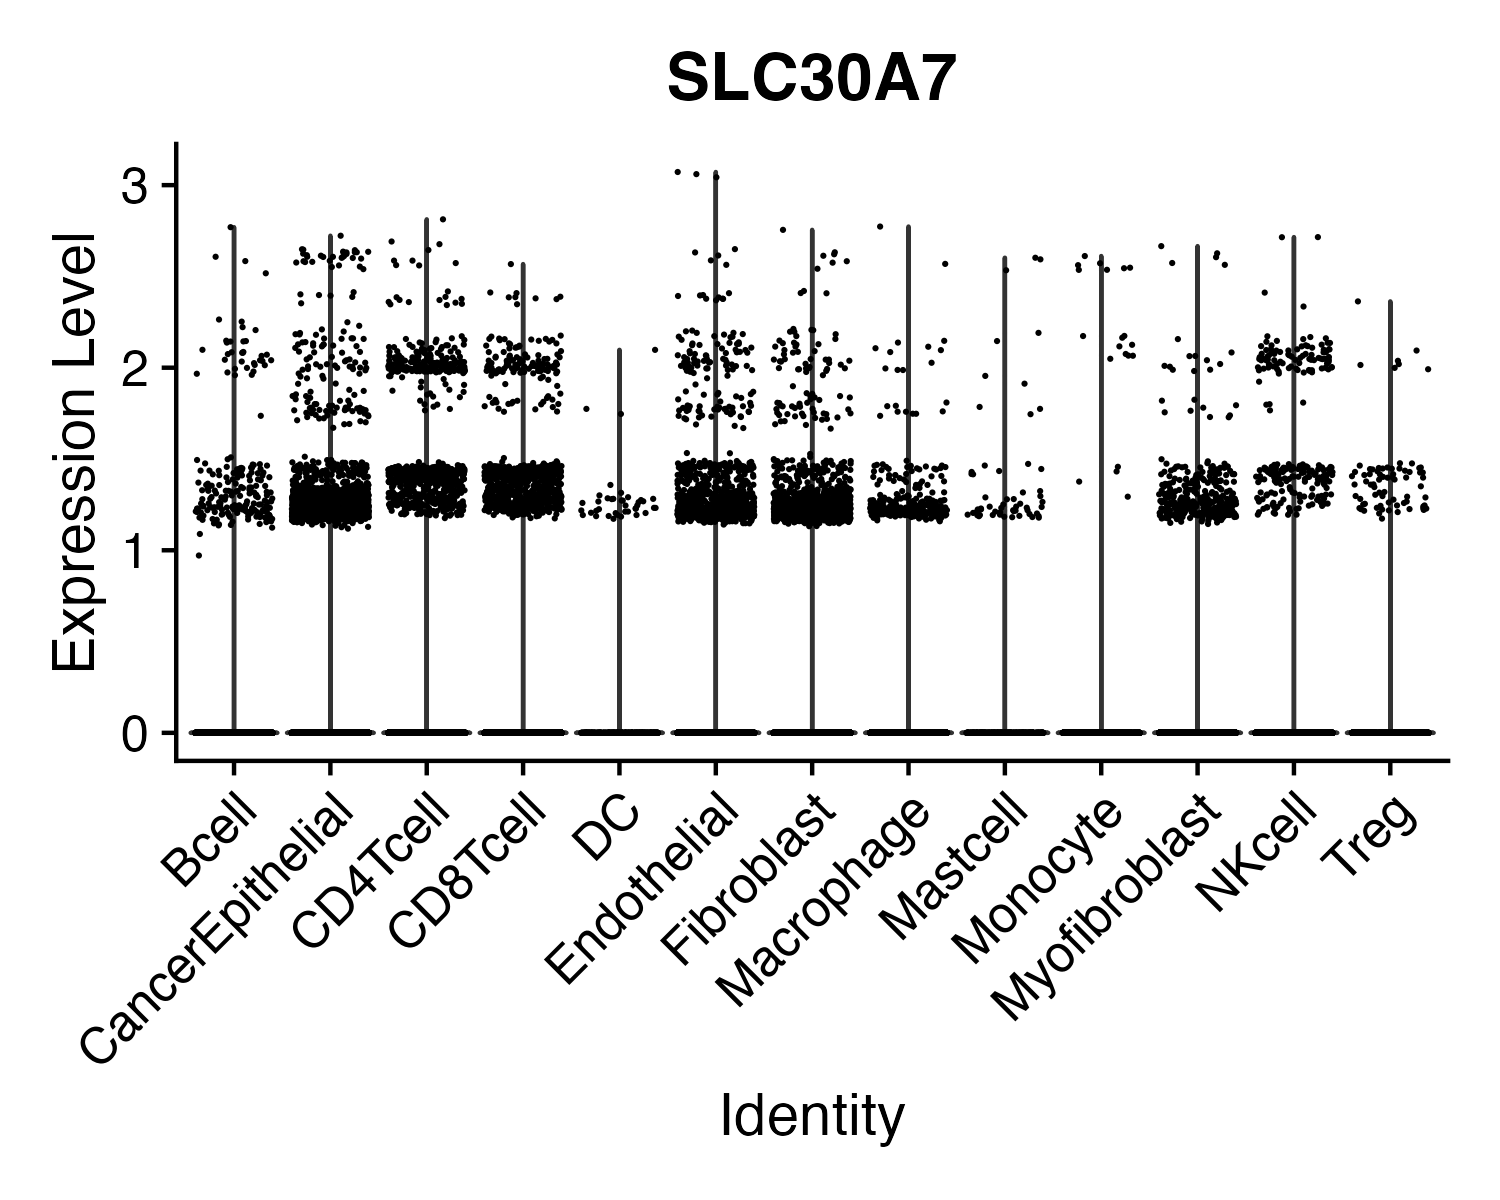 SLC30A7
Expression Level
3
2
1
0
Bcell
CancerEpithelial
CD4Tcell
CD8Tcell
DC
Endothelial
Fibroblast
Macrophage
Mastcell
Monocyte
Myofibroblast
NKcell
Treg
Identity